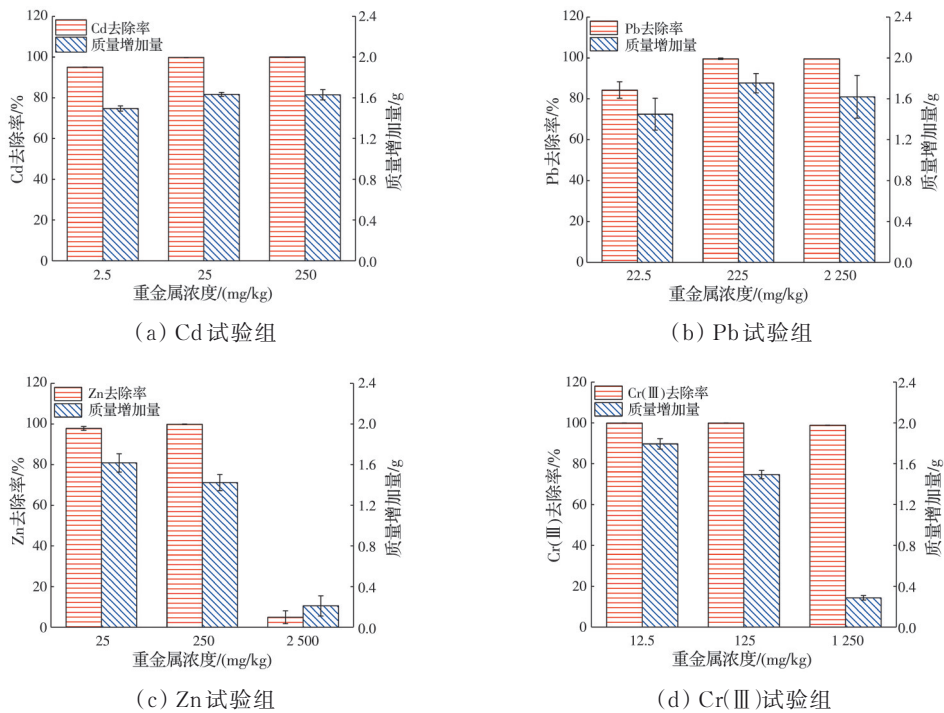 120
100
80
60
40
20
0
Cd去除率/%
Cd去除率
质量增加量
2.4
2.0
1.6
1.2
0.8
0.4
0.0
质量增加量/g
2.5 25 250
重金属浓度/(mg/kg)
(a) Cd试验组
120
100
80
60
40
20
0
Pb去除率/%
Pb去除率
质量增加量
2.4
2.0
1.6
1.2
0.8
0.4
0.0
质量增加量/g
22.5 225 2 250
重金属浓度/(mg/kg)
(b) Pb试验组
120
100
80
60
40
20
0
Zn去除率/%
Zn去除率
质量增加量
2.4
2.0
1.6
1.2
0.8
0.4
0.0
质量增加量/g
25 250 2 500
重金属浓度/(mg/kg)
(c) Zn试验组
120
100
80
60
40
20
0
Cr(Ⅲ)去除率/%
Cr(Ⅲ)去除率
质量增加量
2.4
2.0
1.6
1.2
0.8
0.4
0.0
质量增加量/g
12.5 125 1 250
重金属浓度/(mg/kg)
(d) Cr(Ⅲ)试验组